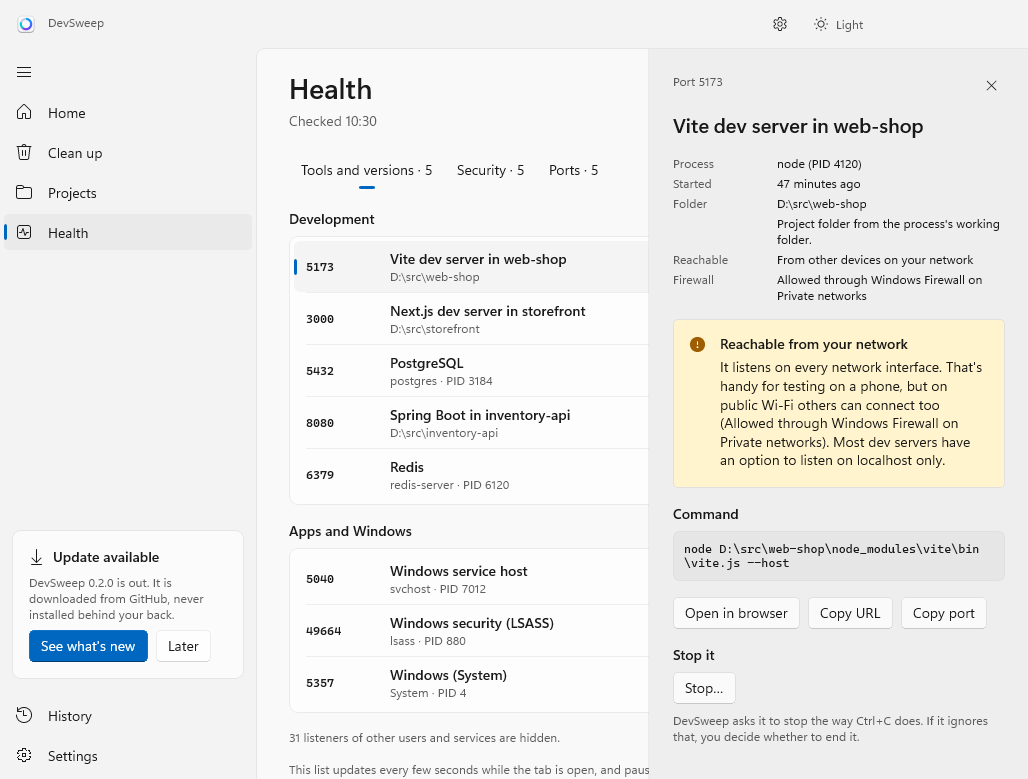 DevSweep
Light
Home
Clean up
Projects
Health
Update available
DevSweep 0.2.0 is out. It is
downloaded from GitHub, never
installed behind your back.
See what's new
Later
History
Settings
Health
Checked 10:30
Tools and versions · 5
Security · 5
Ports · 5
Development
5173
Vite dev server in web-shop
D:\src\web-shop
3000
Next.js dev server in storefront
D:\src\storefront
5432
PostgreSQL
postgres · PID 3184
8080
Spring Boot in inventory-api
D:\src\inventory-api
6379
Redis
redis-server · PID 6120
Apps and Windows
5040
Windows service host
svchost · PID 7012
49664
Windows security (LSASS)
lsass · PID 880
5357
Windows (System)
System · PID 4
31 listeners of other users and services are hidden.
This list updates every few seconds while the tab is open, and paus
Port 5173
Vite dev server in web-shop
Process node (PID 4120)
Started 47 minutes ago
Folder D:\src\web-shop
Project folder from the process's working
folder.
Reachable From other devices on your network
Firewall Allowed through Windows Firewall on
Private networks
Reachable from your network
It listens on every network interface. That's
handy for testing on a phone, but on
public Wi-Fi others can connect too
(Allowed through Windows Firewall on
Private networks). Most dev servers have
an option to listen on localhost only.
Command
node D:\src\web-shop\node_modules\vite\bin
\vite.js --host
Open in browser
Copy URL
Copy port
Stop it
Stop...
DevSweep asks it to stop the way Ctrl+C does. If it ignores
that, you decide whether to end it.